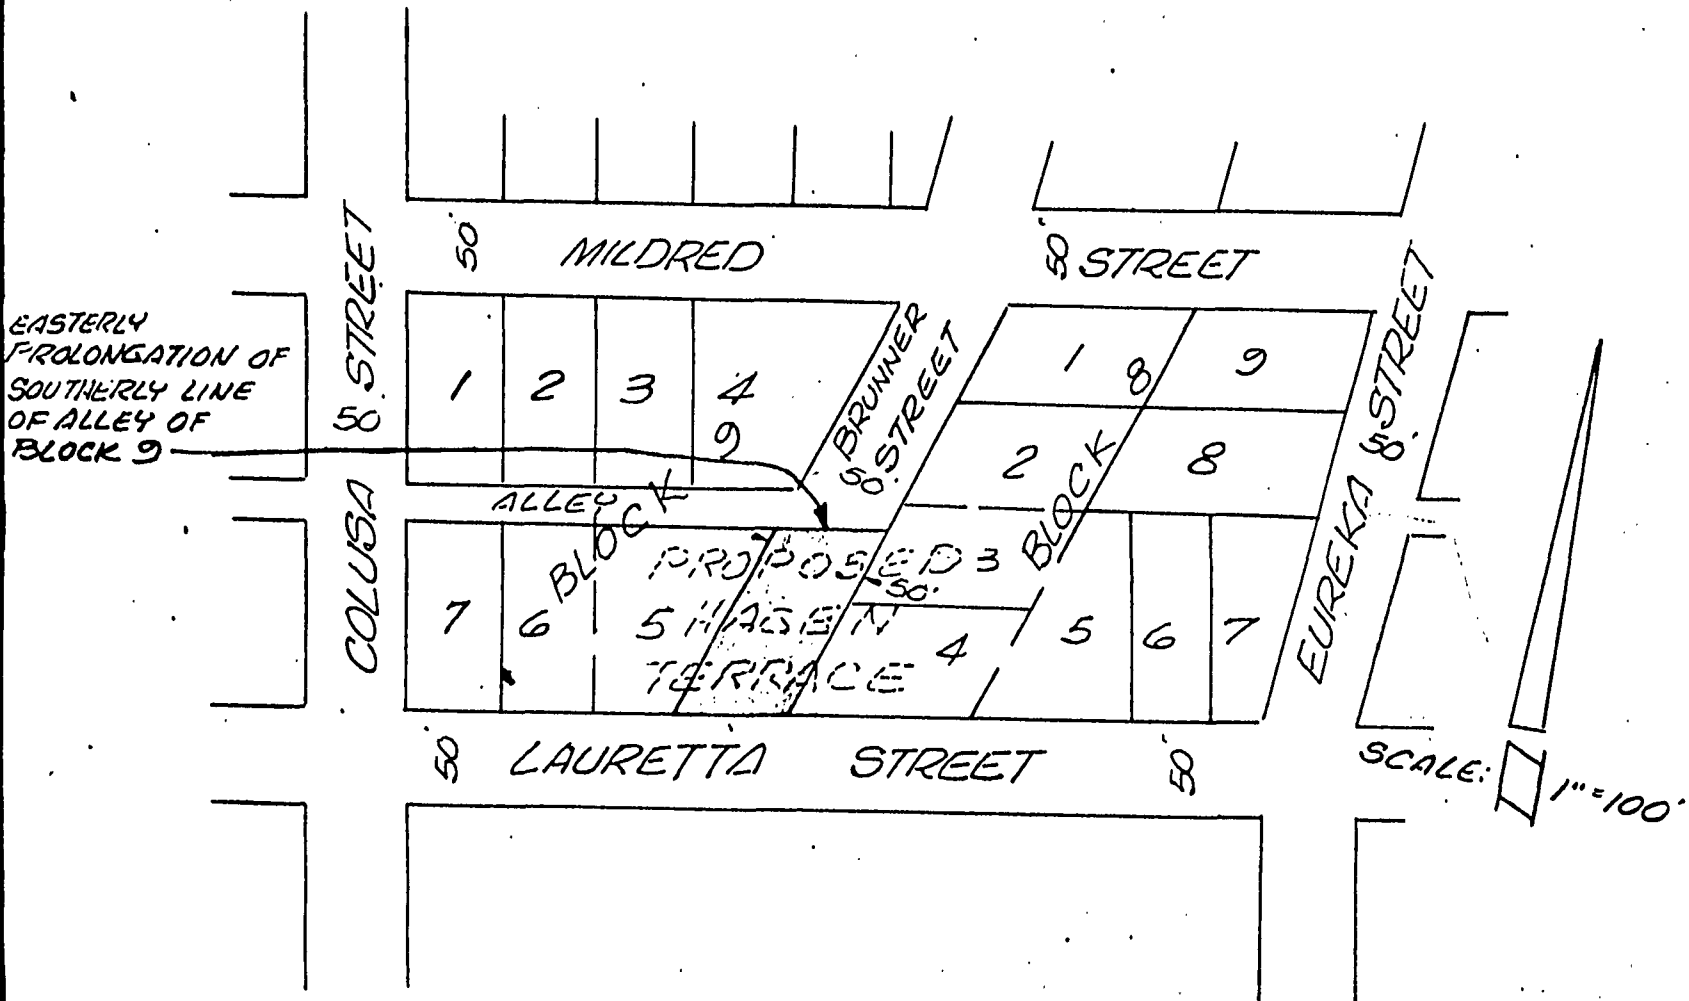 50'
MILDRED
50'
STREET
COLUSA 50' STREET
EASTERLY
PROLONGATION OF
SOUTHERLY LINE
OF ALLEY OF
BLOCK 9
1
2
3
4
BLOCK 9
BRUNNER
50' STREET
1
9
2
8
BLOCK 8
EUREKA 50' STREET
ALLEY
PROPOSED
HAGEN
TERRACE
50'
7
6
5
3
4
5
6
7
50'
LAURETTA
STREET
50'
SCALE:
1"=100'